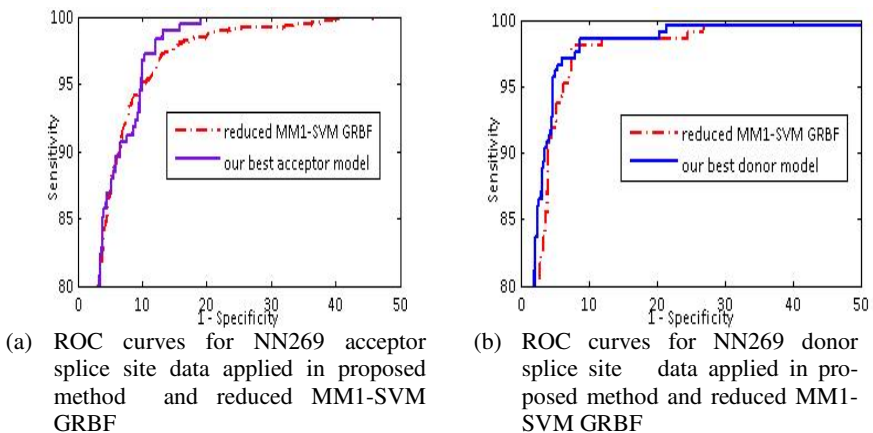 100
95
90
85
80
Sensitivity
reduced MM1-SVM GRBF
our best acceptor model
0 10 20 30 40 50
1 - Specificity
(a) ROC curves for NN269 acceptor
splice site data applied in proposed
method and reduced MM1-SVM
GRBF
100
95
90
85
80
Sensitivity
reduced MM1-SVM GRBF
our best donor model
0 10 20 30 40 50
1 - Specificity
(b) ROC curves for NN269 donor
splice site data applied in pro-
posed method and reduced MM1-
SVM GRBF